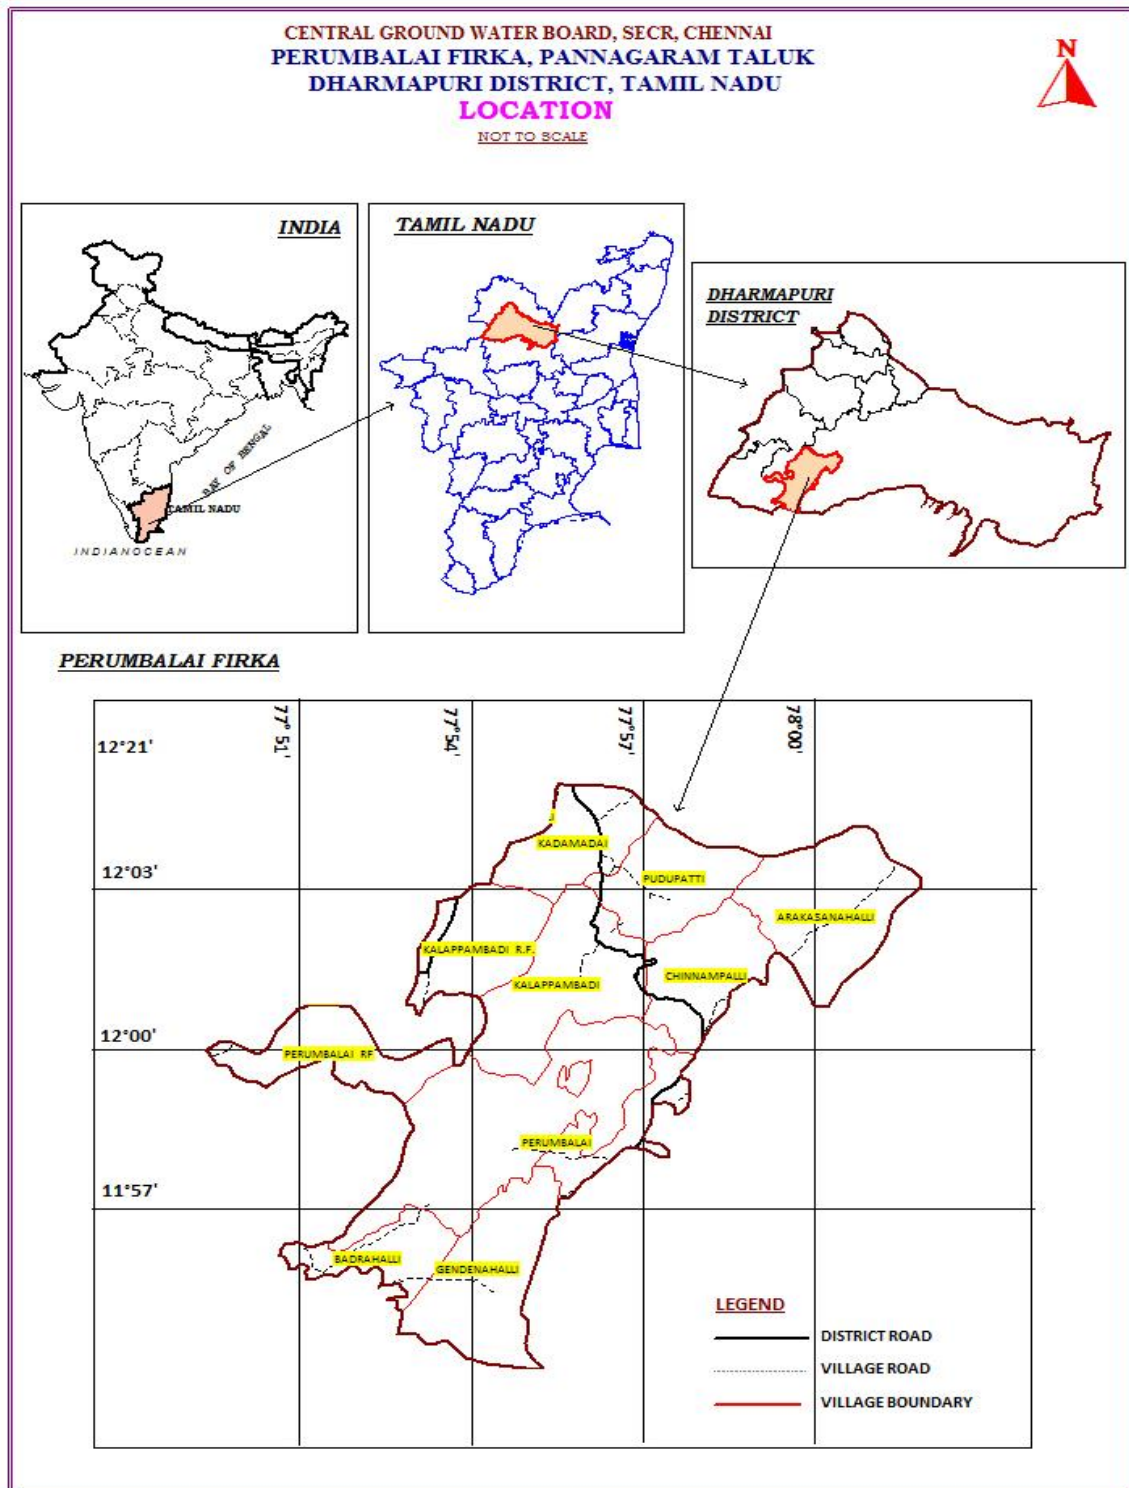 CENTRAL GROUND WATER BOARD, SECR, CHENNAI
PERUMBALAI FIRKA, PANNAGARAM TALUK
DHARMAPURI DISTRICT, TAMIL NADU
LOCATION
NOT TO SCALE
N
INDIA
BAY OF BENGAL
TAMIL NADU
INDIANOCEAN
TAMIL NADU
DHARMAPURI
DISTRICT
PERUMBALAI FIRKA
77° 51'
77° 54'
77° 57'
78° 00'
12°21'
12°03'
12°00'
11°57'
KADAMADAI
PUDUPATTI
ARAKASANAHALLI
KALAPPAMBADI R.F.
KALAPPAMBADI
CHINNAMPALLI
PERUMBALAI RF
PERUMBALAI
BADRAHALLI
GENDENAHALLI
LEGEND
DISTRICT ROAD
VILLAGE ROAD
VILLAGE BOUNDARY